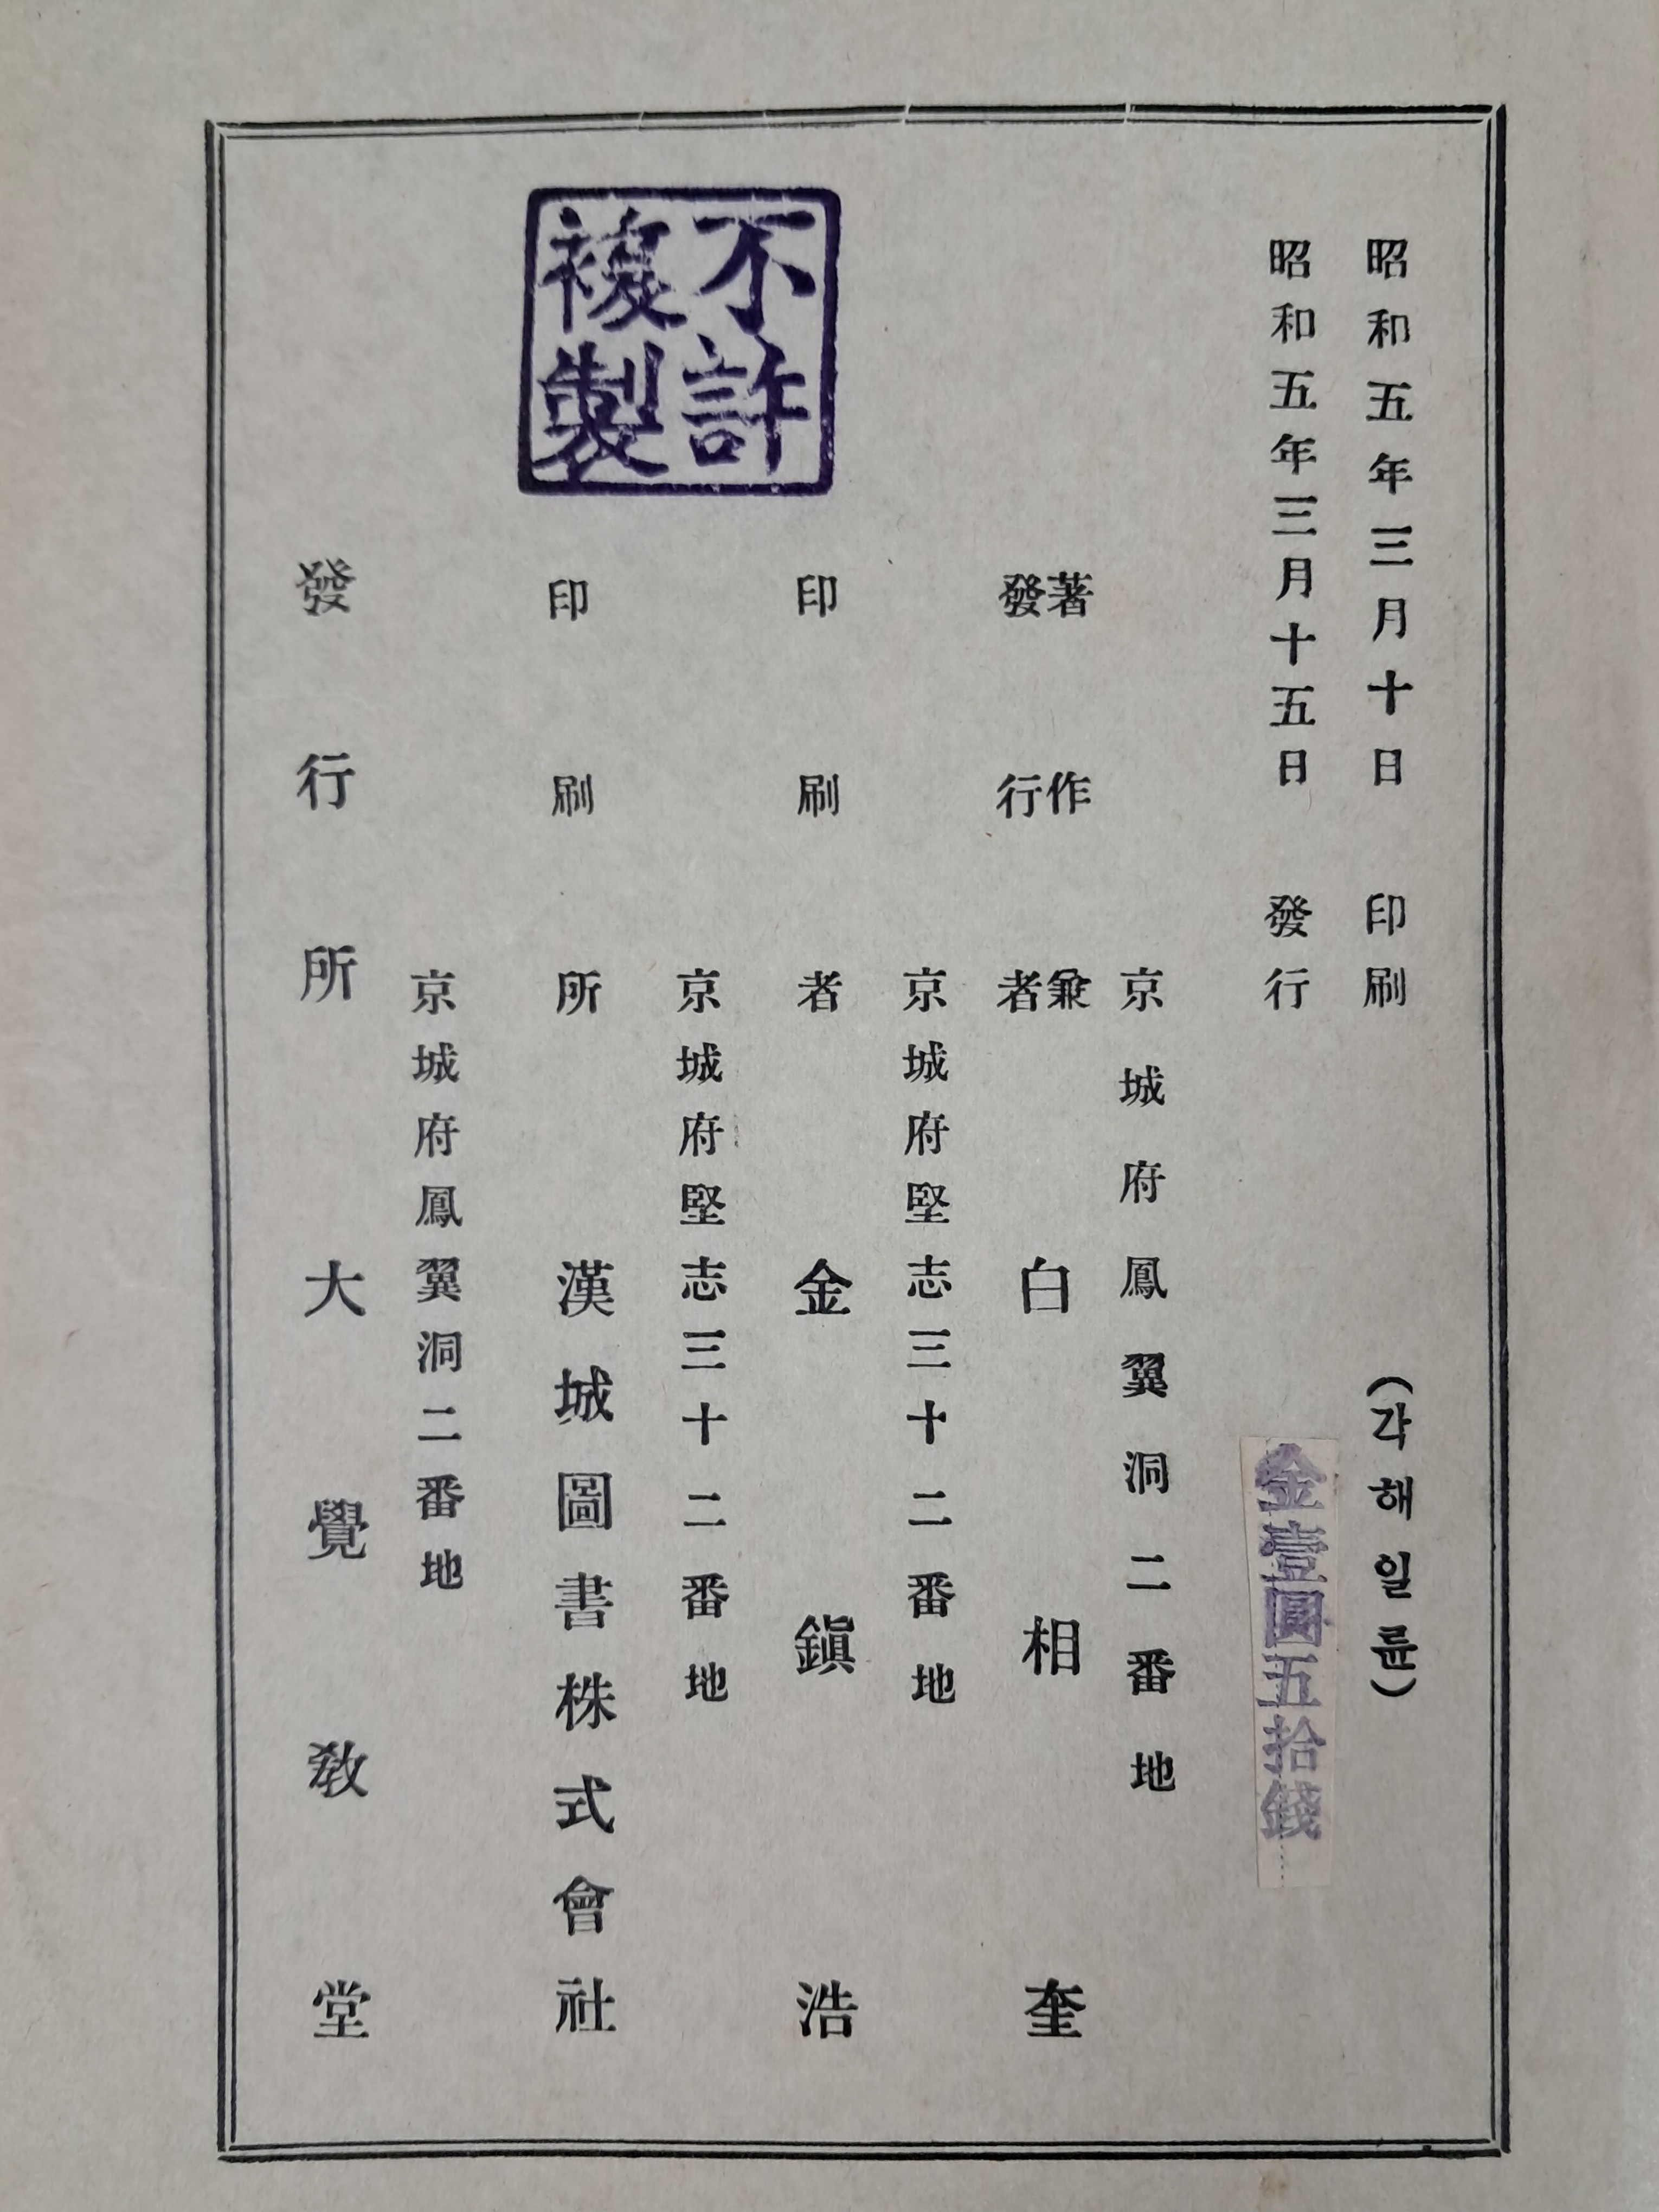 昭和五年三月十日 印刷 (각해일륜)
昭和五年三月十五日 發行 金壹圓五拾錢
京城府鳳翼洞二番地
著作兼
發行者 白相奎
京城府堅志三十二番地
印刷者 金鎭浩
京城府堅志三十二番地
印刷所 漢城圖書株式會社
京城府鳳翼洞二番地
發行所 大覺敎堂
不許
複製